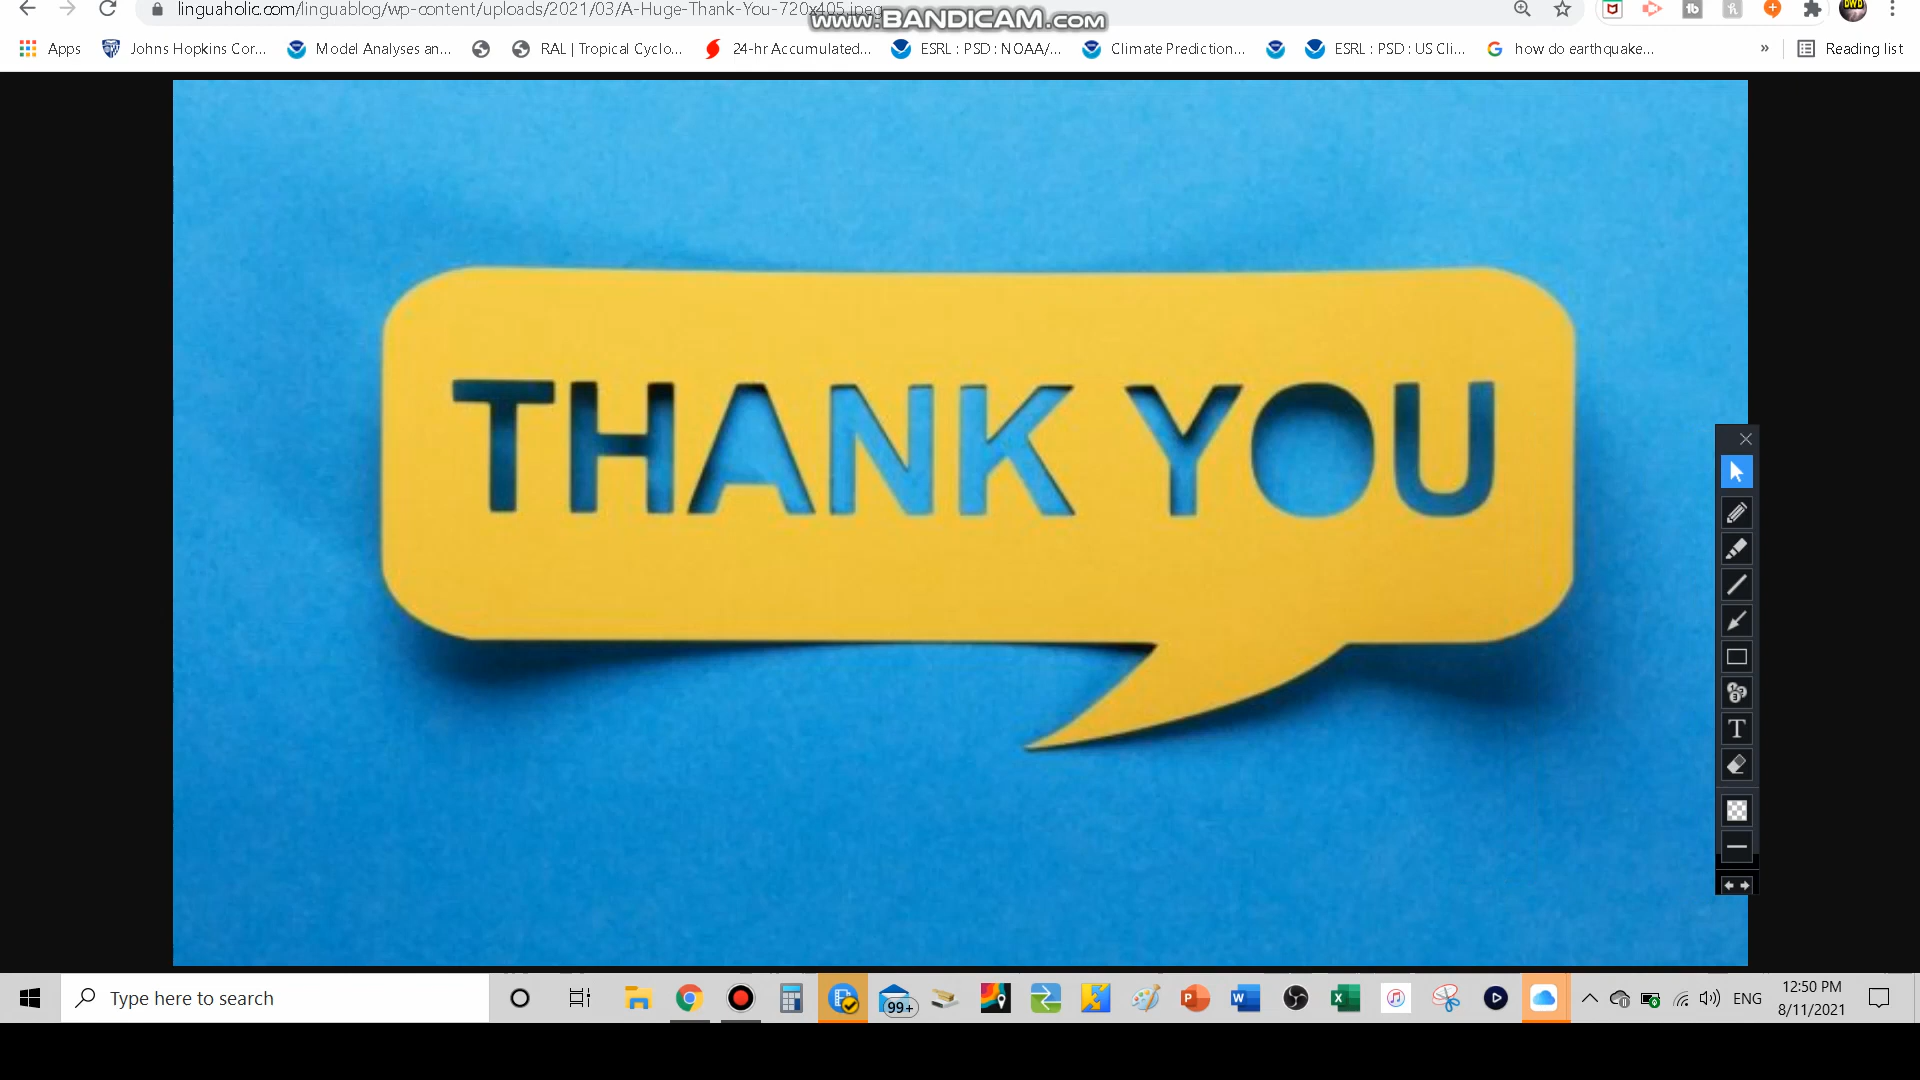 linguaholic.com/linguablog/wp-content/uploads/2021/03/A-Huge-Thank-You-720x405.jpeg
www.BANDICAM.com
Apps Johns Hopkins Cor... Model Analyses an... RAL | Tropical Cyclo... 24-hr Accumulated... ESRL : PSD : NOAA/... Climate Prediction... ESRL : PSD : US Cli... how do earthquake... » Reading list
THANK YOU
T
Type here to search
99+
ENG
12:50 PM
8/11/2021